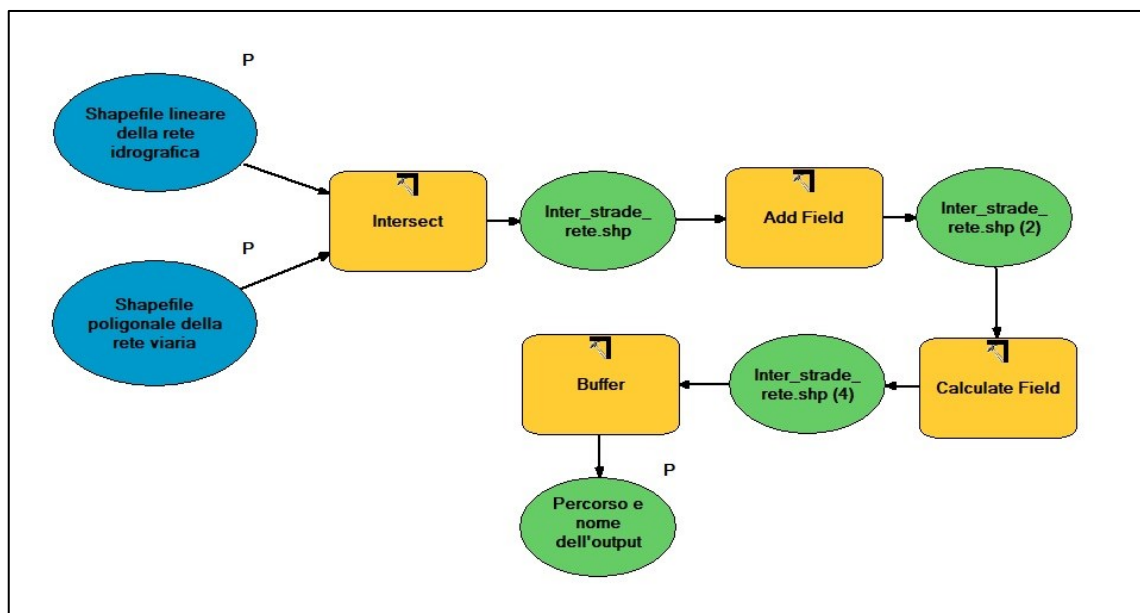 P
Shapefile lineare
della rete
idrografica
P
Shapefile
poligonale della
rete viaria
Intersect
Inter_strade_
rete.shp
Add Field
Inter_strade_
rete.shp (2)
Calculate Field
Inter_strade_
rete.shp (4)
Buffer
P
Percorso e
nome
dell'output